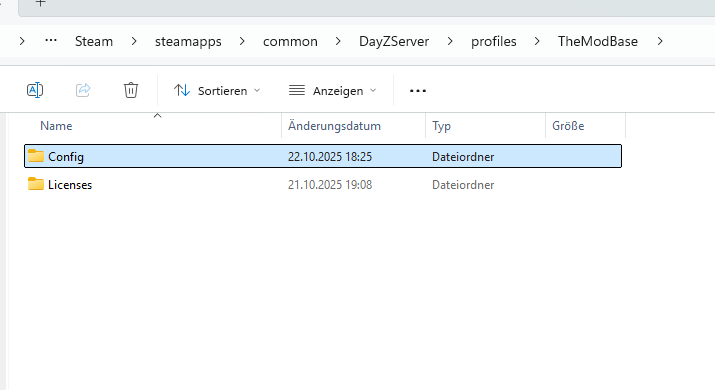 Steam > steamapps > common > DayZServer > profiles > TheModBase >
Sortieren Anzeigen
Name Änderungsdatum Typ Größe
Config 22.10.2025 18:25 Dateiordner
Licenses 21.10.2025 19:08 Dateiordner